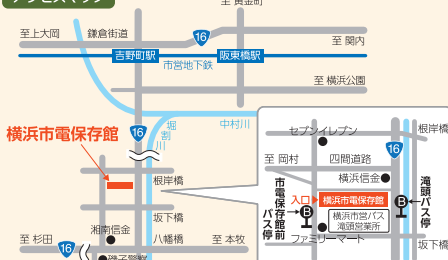 アクセスマップ
至 黄金町
至上大岡
鎌倉街道
16
至 関内
吉野町駅
阪東橋駅
市営地下鉄
至 横浜公園
堀割川
中村川
16
横浜市電保存館
根岸橋
坂下橋
湘南信金
至 杉田
16
八幡橋
至 本牧
磯子警察
セブンイレブン
根岸橋
16
至 岡村
四間道路
横浜信金
市電保存館前
バス停
入口
横浜市電保存館
B
B
滝頭
バス停
横浜市営バス
滝頭営業所
ファミリーマート
坂下橋